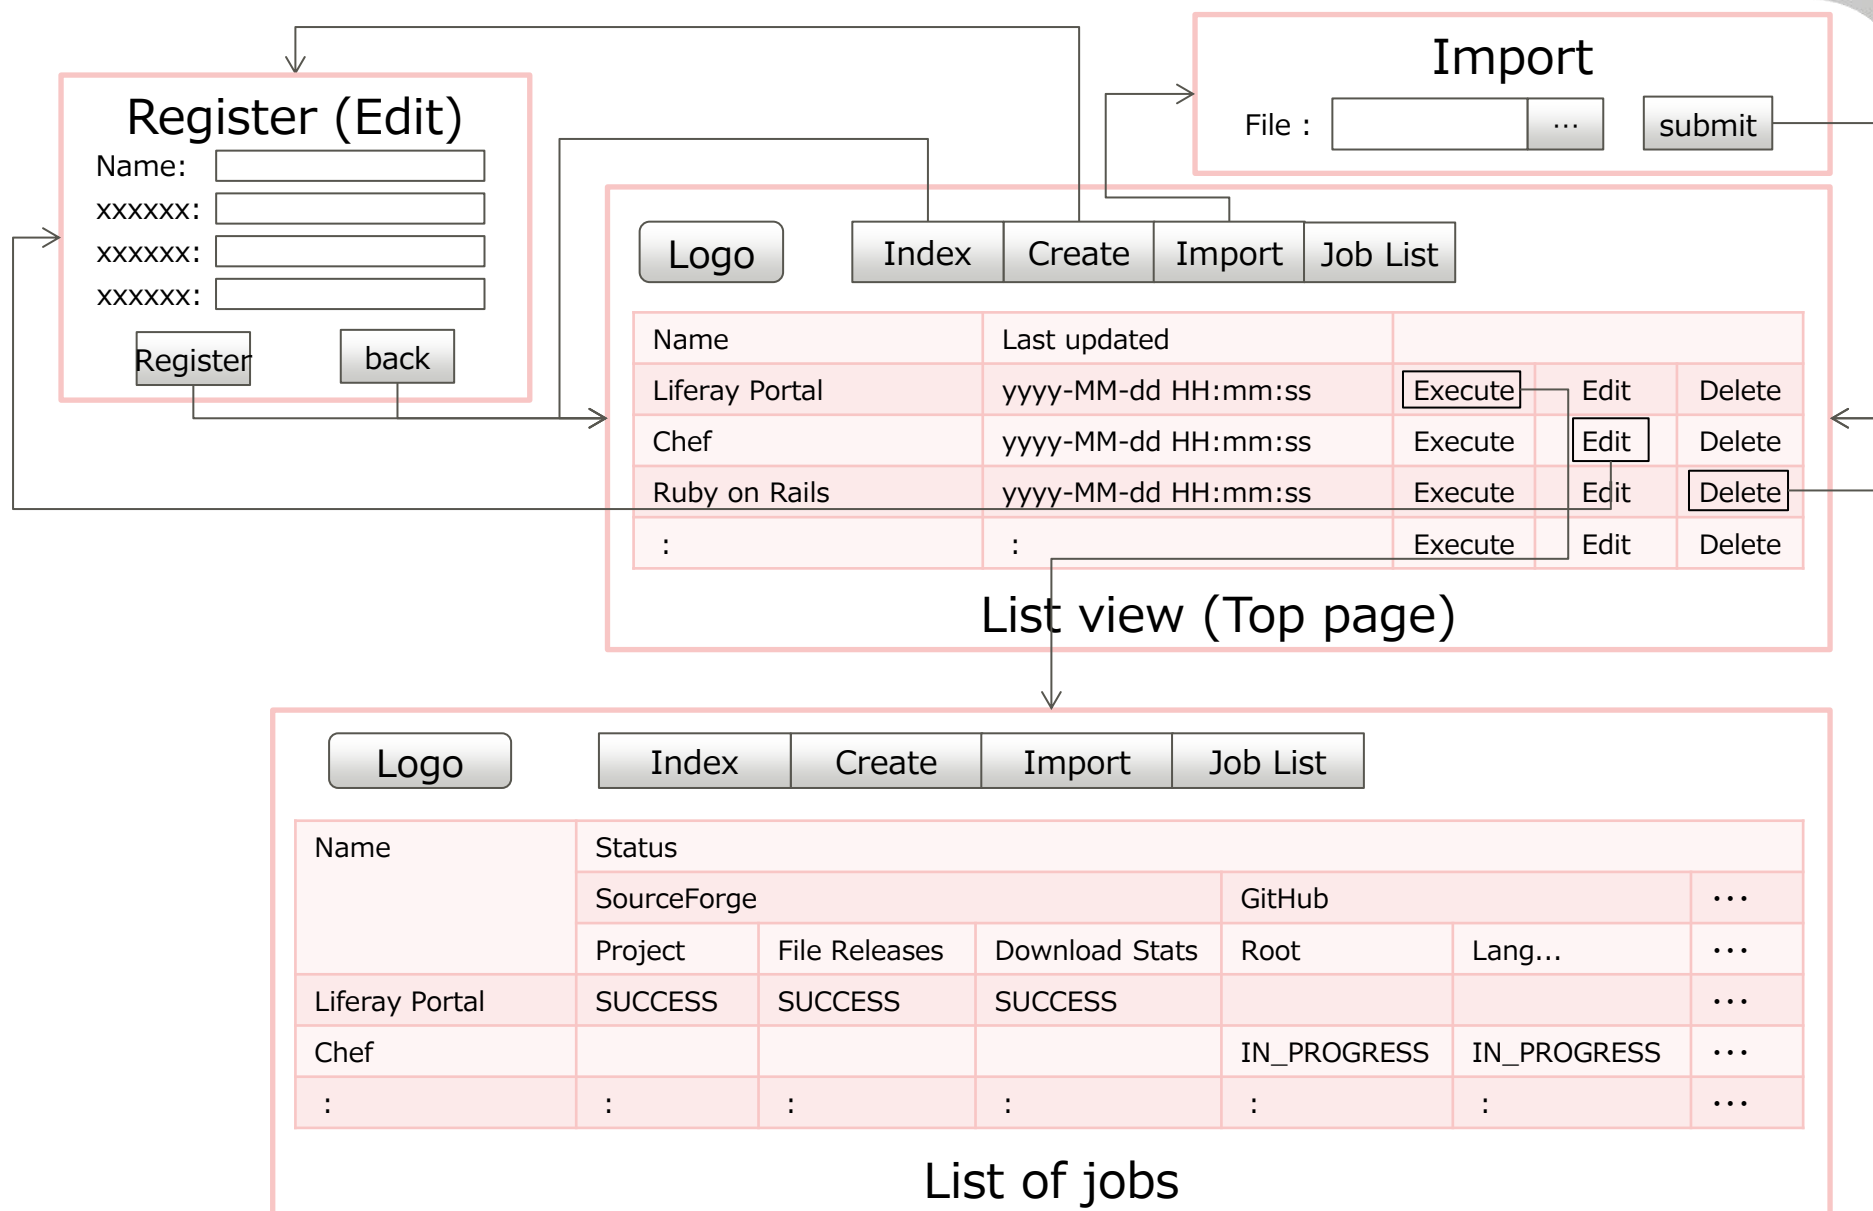 Import
File :
...
submit
Register (Edit)
Name:
xxxxxx:
xxxxxx:
xxxxxx:
Register
back
Logo
Index
Create
Import
Job List
Name Last updated
Liferay Portal yyyy-MM-dd HH:mm:ss Execute Edit Delete
Chef yyyy-MM-dd HH:mm:ss Execute Edit Delete
Ruby on Rails yyyy-MM-dd HH:mm:ss Execute Edit Delete
: : Execute Edit Delete
List view (Top page)
Logo
Index
Create
Import
Job List
Name Status
SourceForge GitHub ...
Project File Releases Download Stats Root Lang... ...
Liferay Portal SUCCESS SUCCESS SUCCESS ...
Chef IN_PROGRESS IN_PROGRESS ...
: : : : : : ...
List of jobs